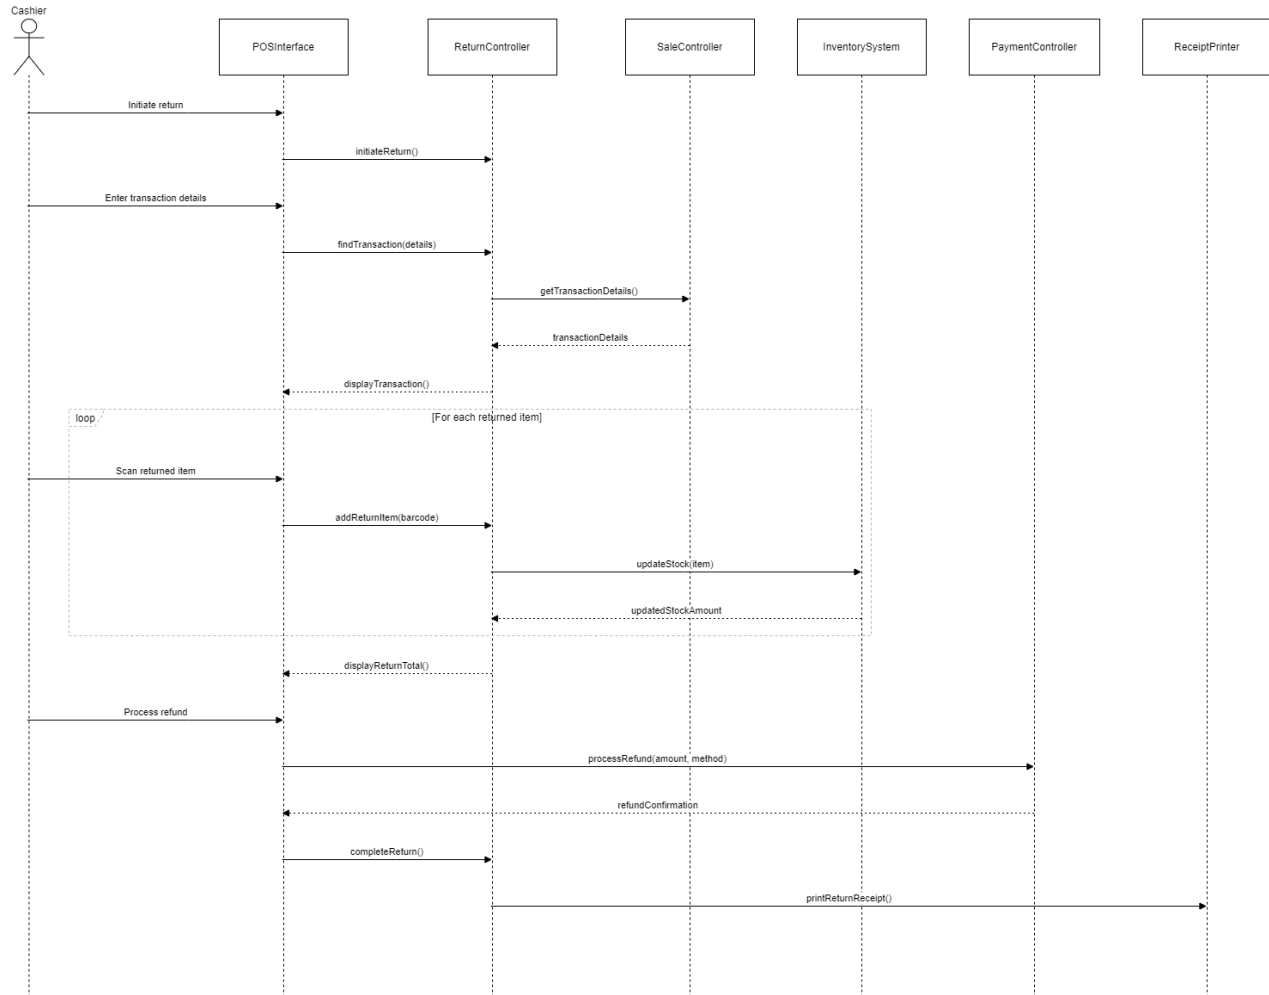 Cashier
POSInterface
ReturnController
SaleController
InventorySystem
PaymentController
ReceiptPrinter
Initiate return
initiateReturn()
Enter transaction details
findTransaction(details)
getTransactionDetails()
transactionDetails
displayTransaction()
loop
[For each returned item]
Scan returned item
addReturnItem(barcode)
updateStock(item)
updatedStockAmount
displayReturnTotal()
Process refund
processRefund(amount, method)
refundConfirmation
completeReturn()
printReturnReceipt()